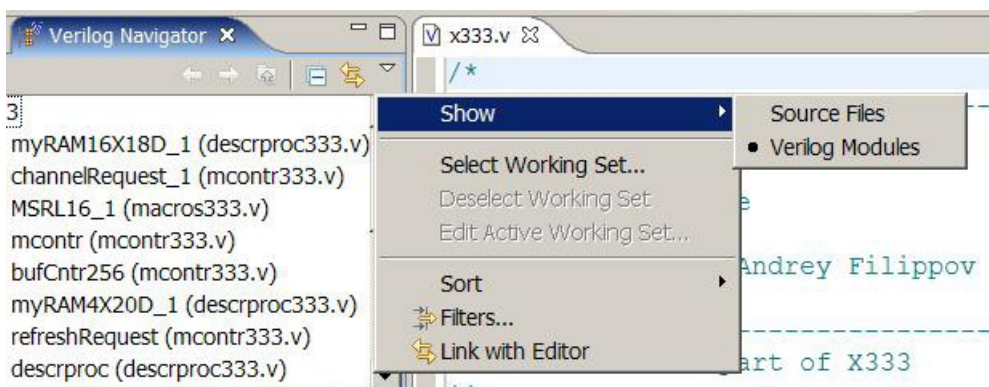 Verilog Navigator
x333.v
/*
3
myRAM16X18D_1 (descrproc333.v)
channelRequest_1 (mcontr333.v)
MSRL16_1 (macros333.v)
mcontr (mcontr333.v)
bufCntr256 (mcontr333.v)
myRAM4X20D_1 (descrproc333.v)
refreshRequest (mcontr333.v)
descrproc (descrproc333.v)
Show
Select Working Set...
Deselect Working Set
Edit Active Working Set...
Sort
Filters...
Link with Editor
Source Files
Verilog Modules
e
Andrey Filippov
----------------
art of X333